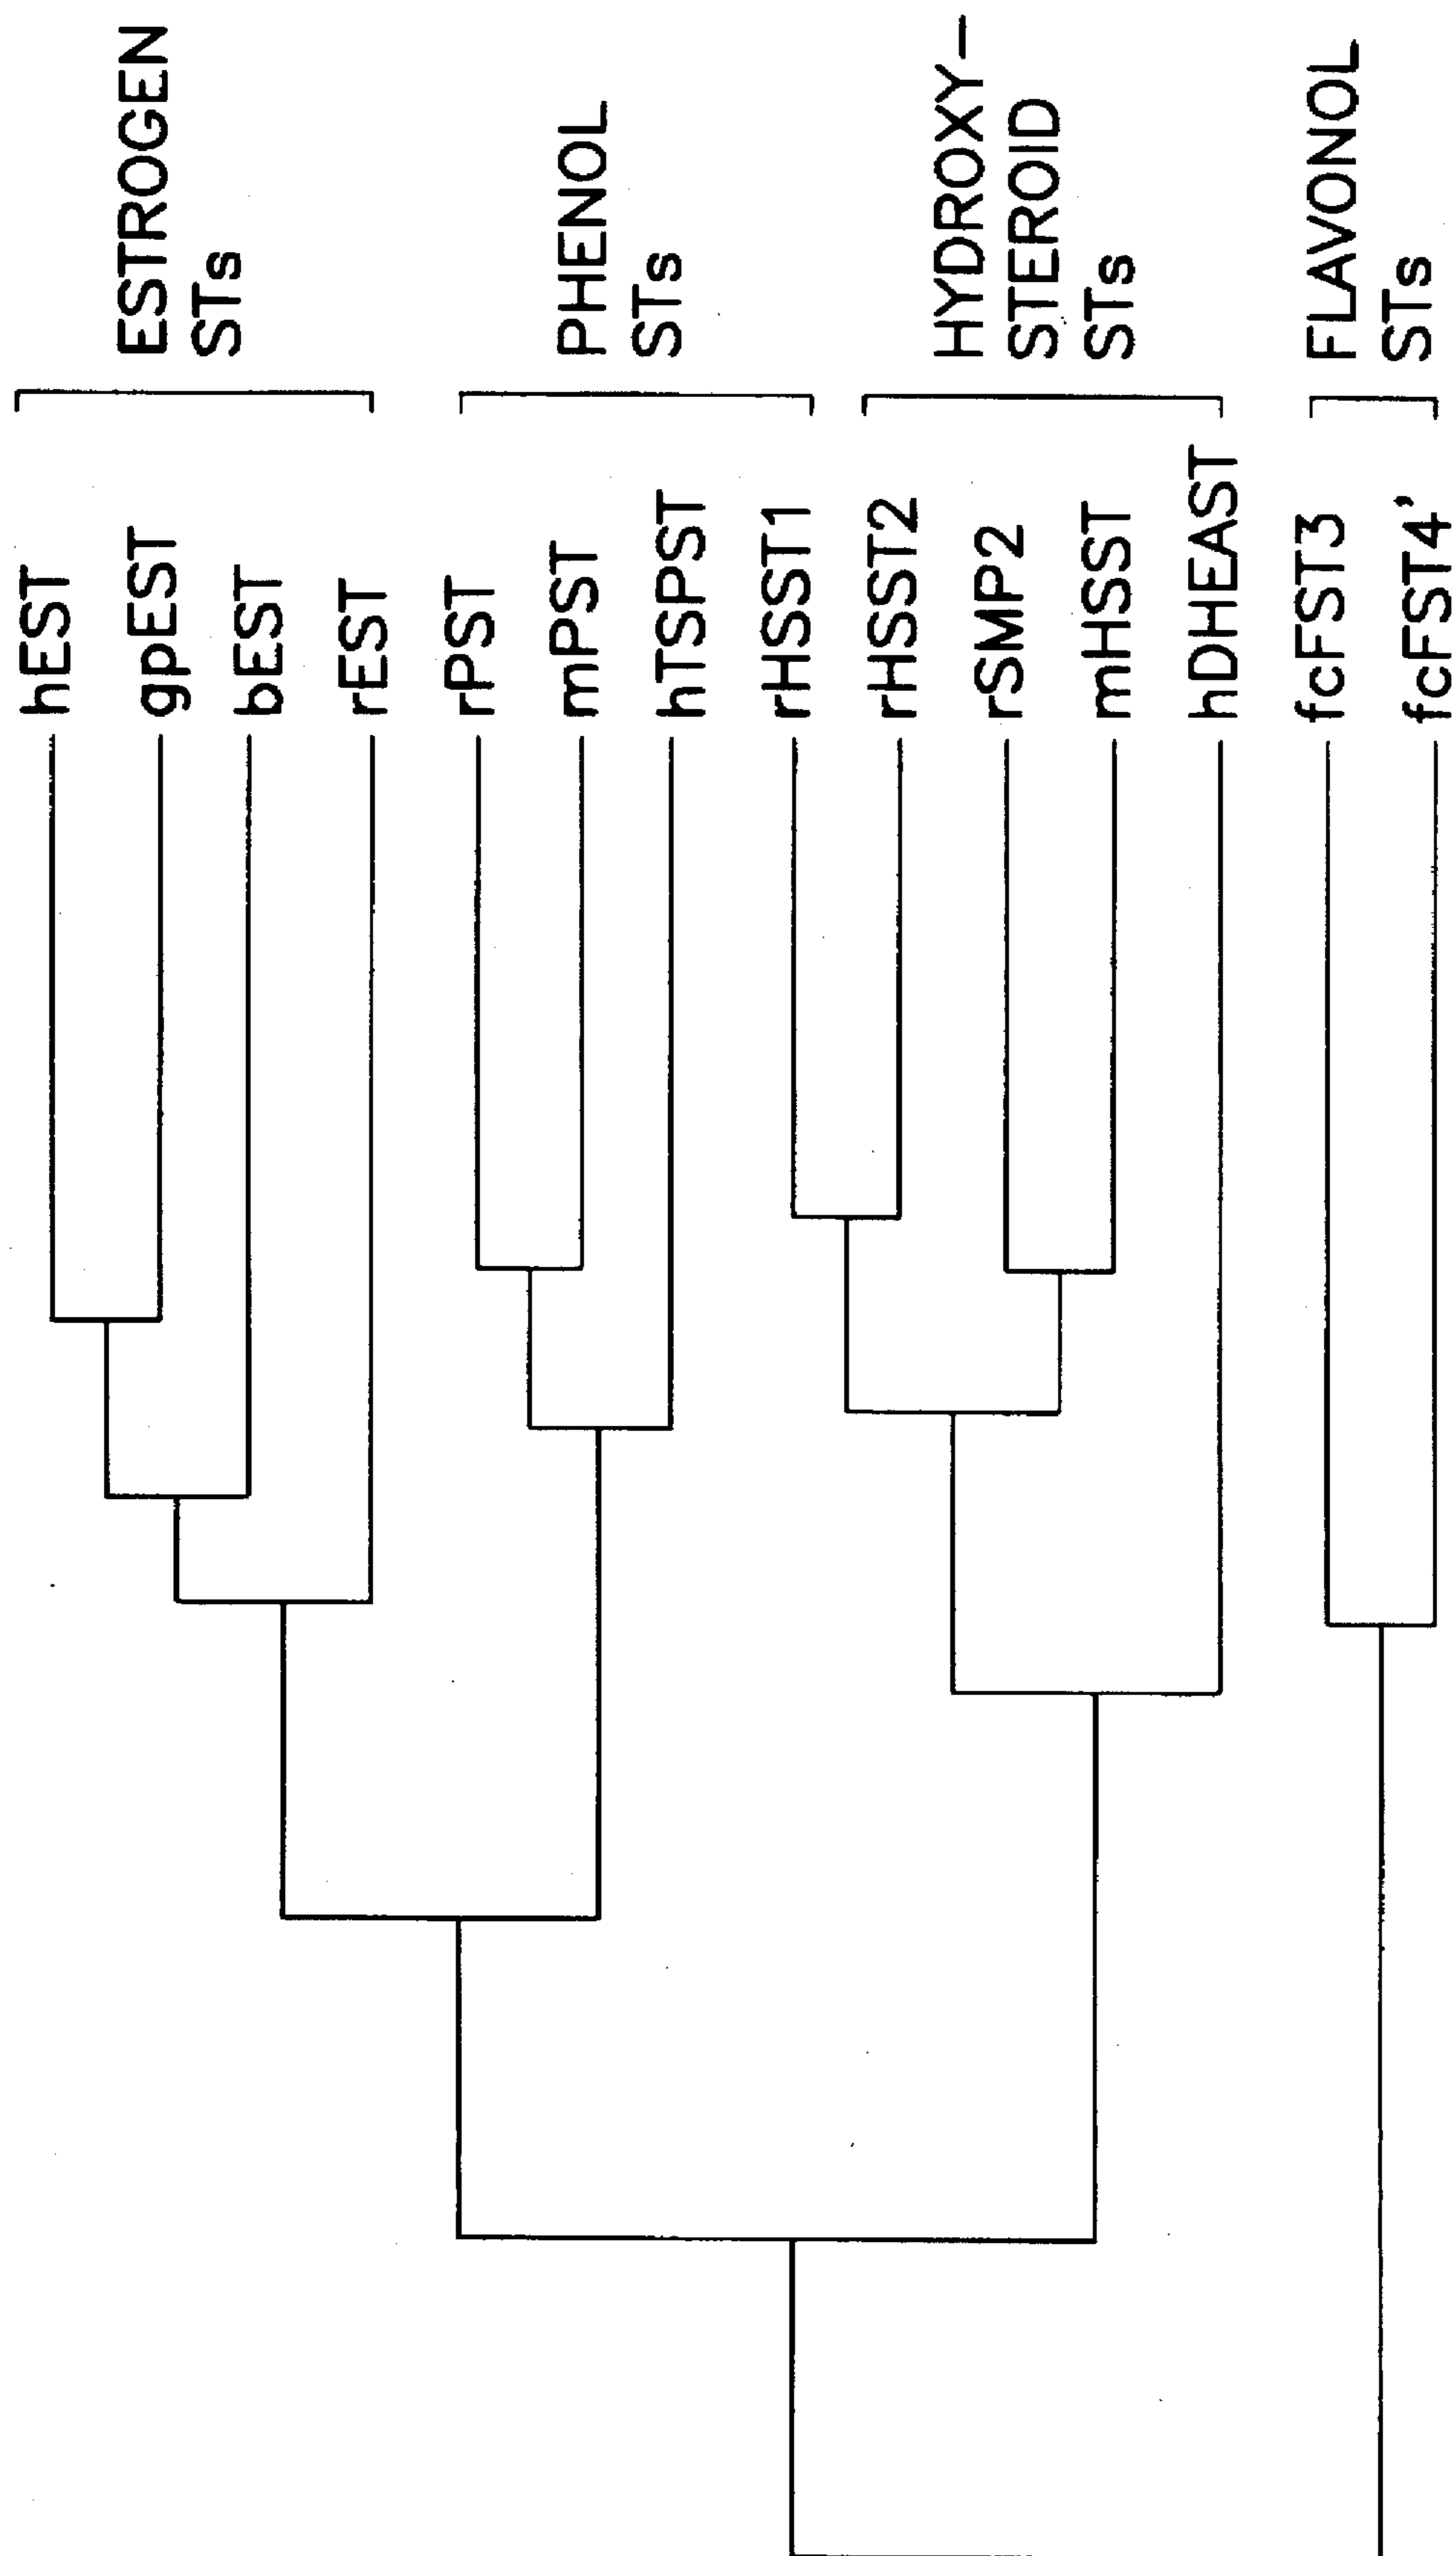 hEST
gpEST
bEST
rEST
rPST
mPST
hTSPST
rHSST1
rHSST2
rSMP2
mHSST
hDHEAST
fcFST3
fcFST4'
ESTROGEN
STs
PHENOL
STs
HYDROXY-
STEROID
STs
FLAVONOL
STs